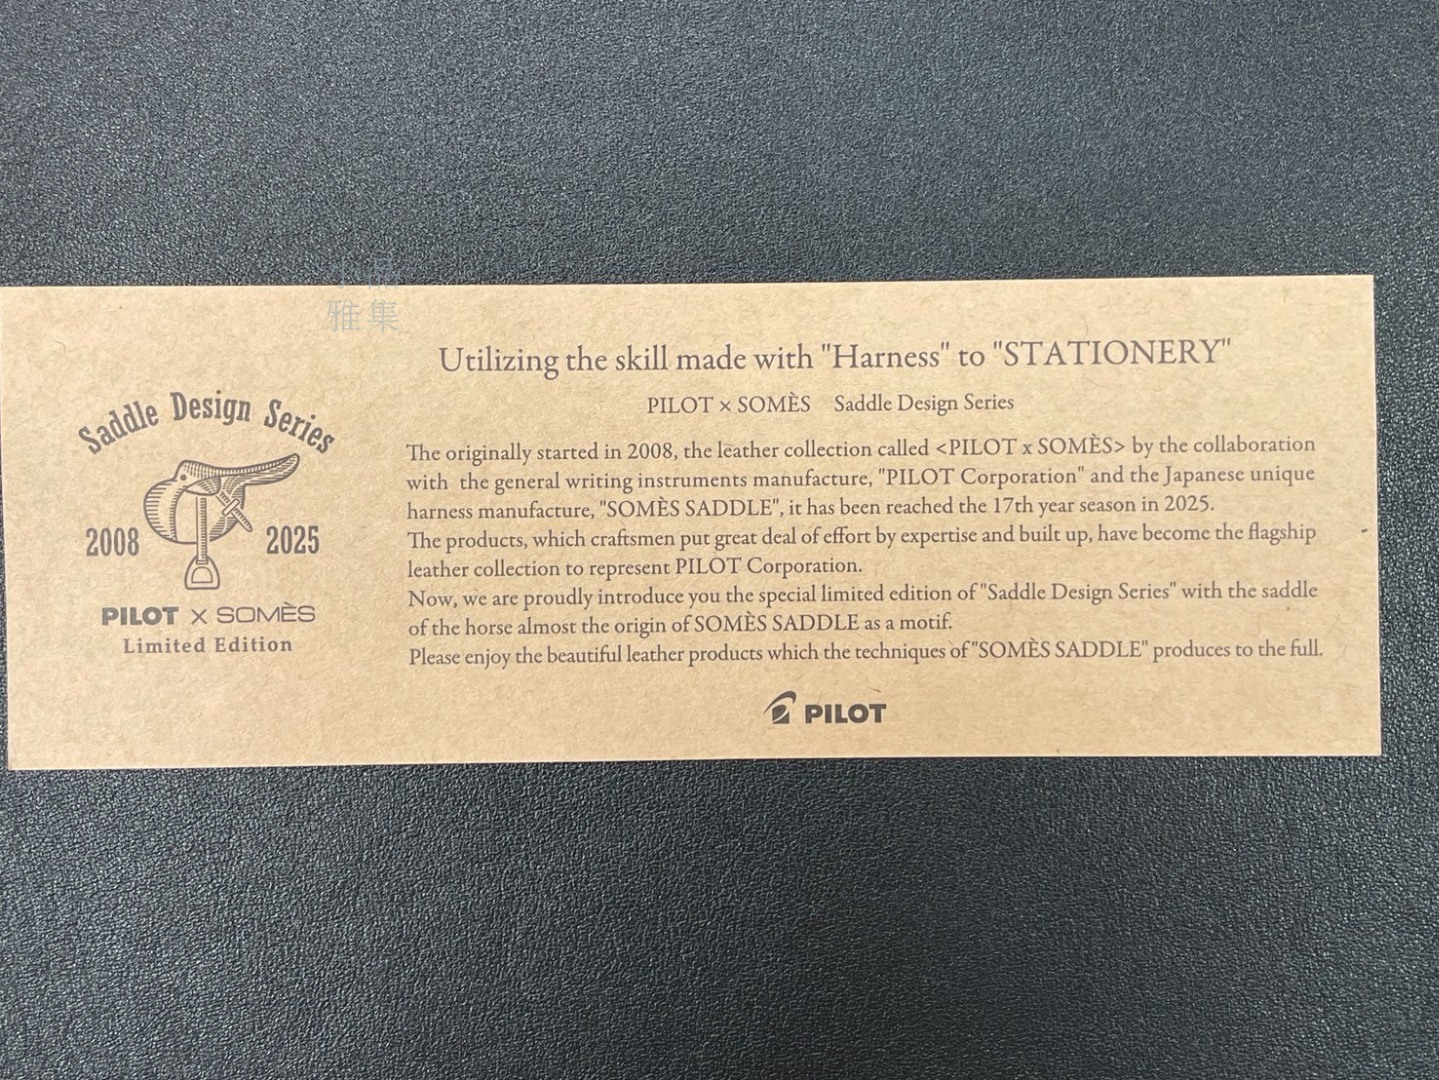 雅集
Utilizing the skill made with "Harness" to "STATIONERY"
PILOT × SOMÈS Saddle Design Series
The originally started in 2008, the leather collection called <PILOT x SOMÈS> by the collaboration
with the general writing instruments manufacture, "PILOT Corporation" and the Japanese unique
harness manufacture, "SOMÈS SADDLE", it has been reached the 17th year season in 2025.
The products, which craftsmen put great deal of effort by expertise and built up, have become the flagship
leather collection to represent PILOT Corporation.
Now, we are proudly introduce you the special limited edition of "Saddle Design Series" with the saddle
of the horse almost the origin of SOMÈS SADDLE as a motif.
Please enjoy the beautiful leather products which the techniques of "SOMÈS SADDLE" produces to the full.
PILOT
Saddle Design Series
2008 2025
PILOT X SOMÈS
Limited Edition